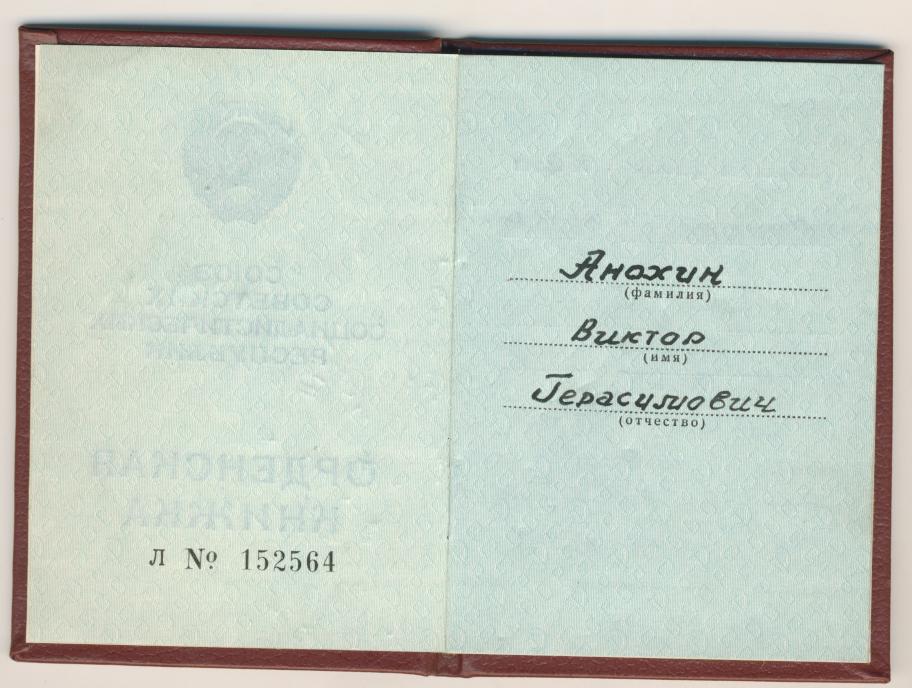 СОЮЗ
СОВЕТСКИХ
СОЦИАЛИСТИЧЕСКИХ
РЕСПУБЛИК
ОРДЕНСКАЯ
КНИЖКА
Л № 152564
Анохин
(фамилия)
Виктор
(имя)
Герасимович
(отчество)